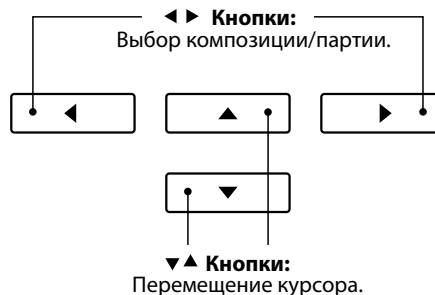 ◀ ▶ Кнопки:
Выбор композиции/партии.
▼▲ Кнопки:
Перемещение курсора.